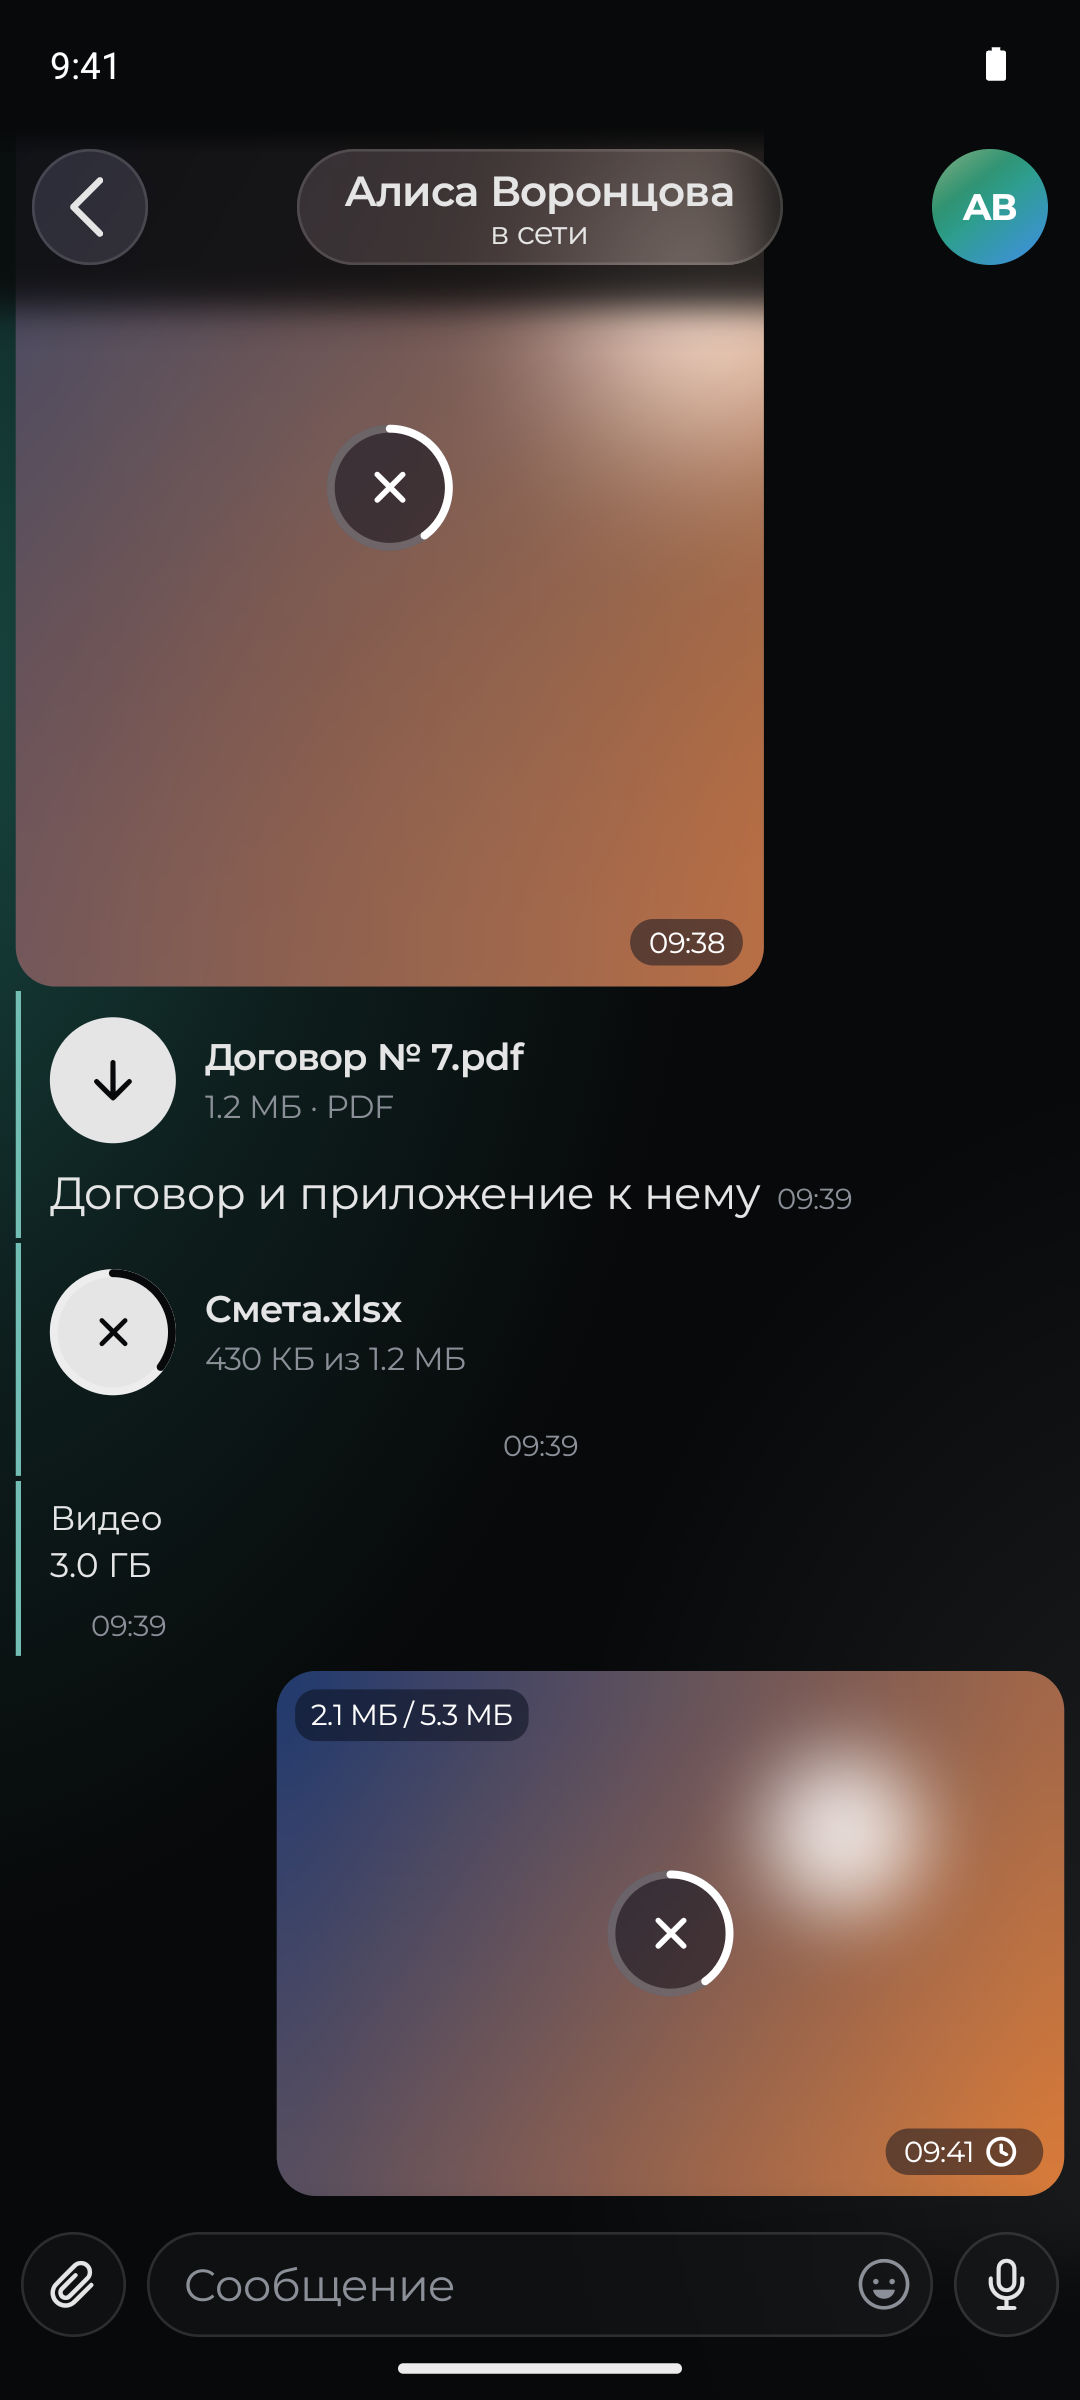 9:41
Алиса Воронцова
в сети
АВ
09:38
Договор № 7.pdf
1.2 МБ · PDF
Договор и приложение к нему 09:39
Смета.xlsx
430 КБ из 1.2 МБ
09:39
Видео
3.0 ГБ
09:39
2.1 МБ / 5.3 МБ
09:41
Сообщение